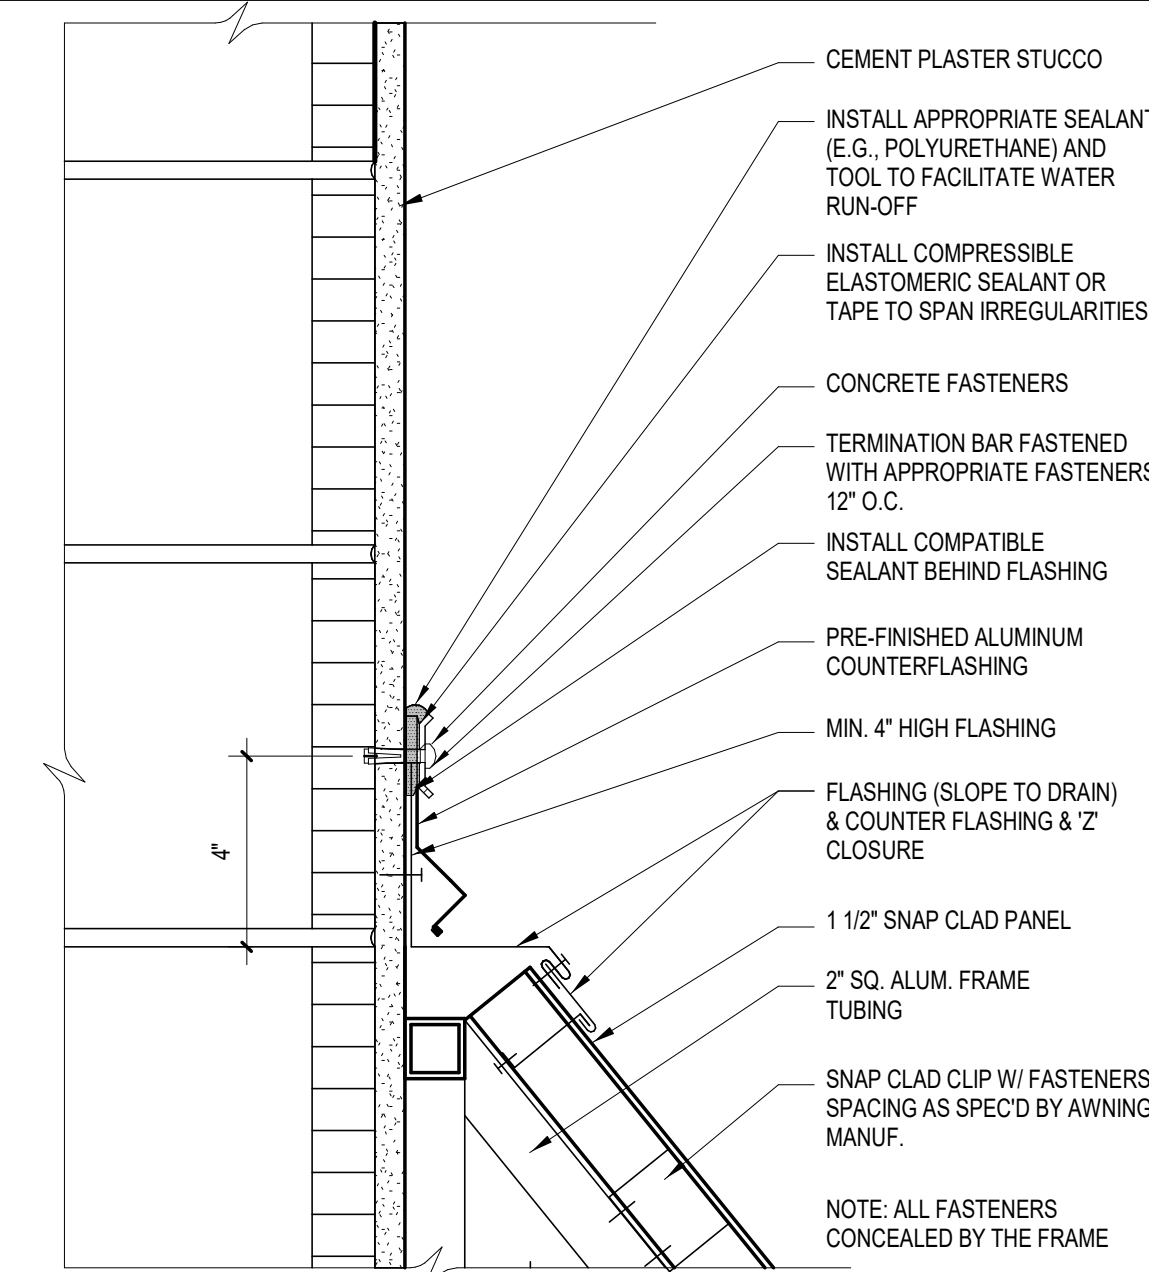 CEMENT PLASTER STUCCO
INSTALL APPROPRIATE SEALANT
(E.G., POLYURETHANE) AND
TOOL TO FACILITATE WATER
RUN-OFF
INSTALL COMPRESSIBLE
ELASTOMERIC SEALANT OR
TAPE TO SPAN IRREGULARITIES
CONCRETE FASTENERS
TERMINATION BAR FASTENED
WITH APPROPRIATE FASTENERS
12" O.C.
INSTALL COMPATIBLE
SEALANT BEHIND FLASHING
PRE-FINISHED ALUMINUM
COUNTERFLASHING
MIN. 4" HIGH FLASHING
FLASHING (SLOPE TO DRAIN)
& COUNTER FLASHING & 'Z'
CLOSURE
4"
1 1/2" SNAP CLAD PANEL
2" SQ. ALUM. FRAME
TUBING
SNAP CLAD CLIP W/ FASTENERS
SPACING AS SPEC'D BY AWNING
MANUF.
NOTE: ALL FASTENERS
CONCEALED BY THE FRAME